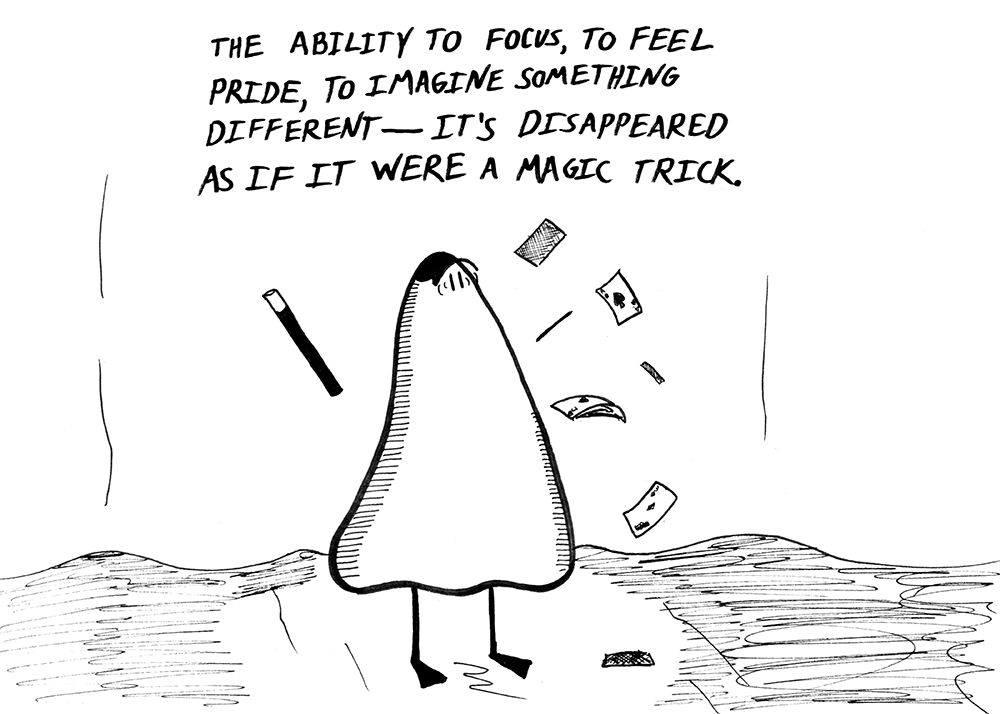 THE ABILITY TO FOCUS, TO FEEL
PRIDE, TO IMAGINE SOMETHING
DIFFERENT— IT'S DISAPPEARED
AS IF IT WERE A MAGIC TRICK.